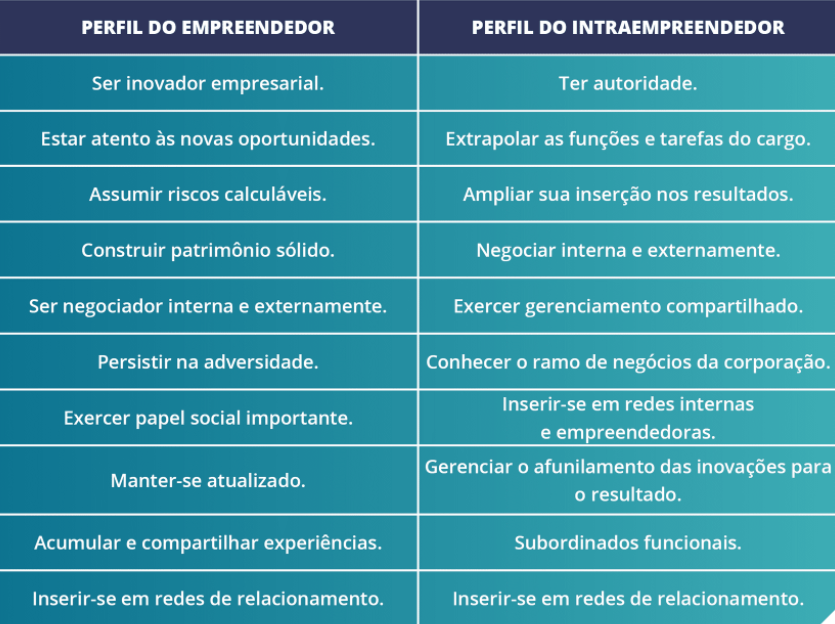 PERFIL DO EMPREENDEDOR
PERFIL DO INTRAEMPREENDEDOR
Ser inovador empresarial.
Ter autoridade.
Estar atento às novas oportunidades.
Extrapolar as funções e tarefas do cargo.
Assumir riscos calculáveis.
Ampliar sua inserção nos resultados.
Construir patrimônio sólido.
Negociar interna e externamente.
Ser negociador interna e externamente.
Exercer gerenciamento compartilhado.
Persistir na adversidade.
Conhecer o ramo de negócios da corporação.
Exercer papel social importante.
Inserir-se em redes internas
e empreendedoras.
Manter-se atualizado.
Gerenciar o afunilamento das inovações para
o resultado.
Acumular e compartilhar experiências.
Subordinados funcionais.
Inserir-se em redes de relacionamento.
Inserir-se em redes de relacionamento.